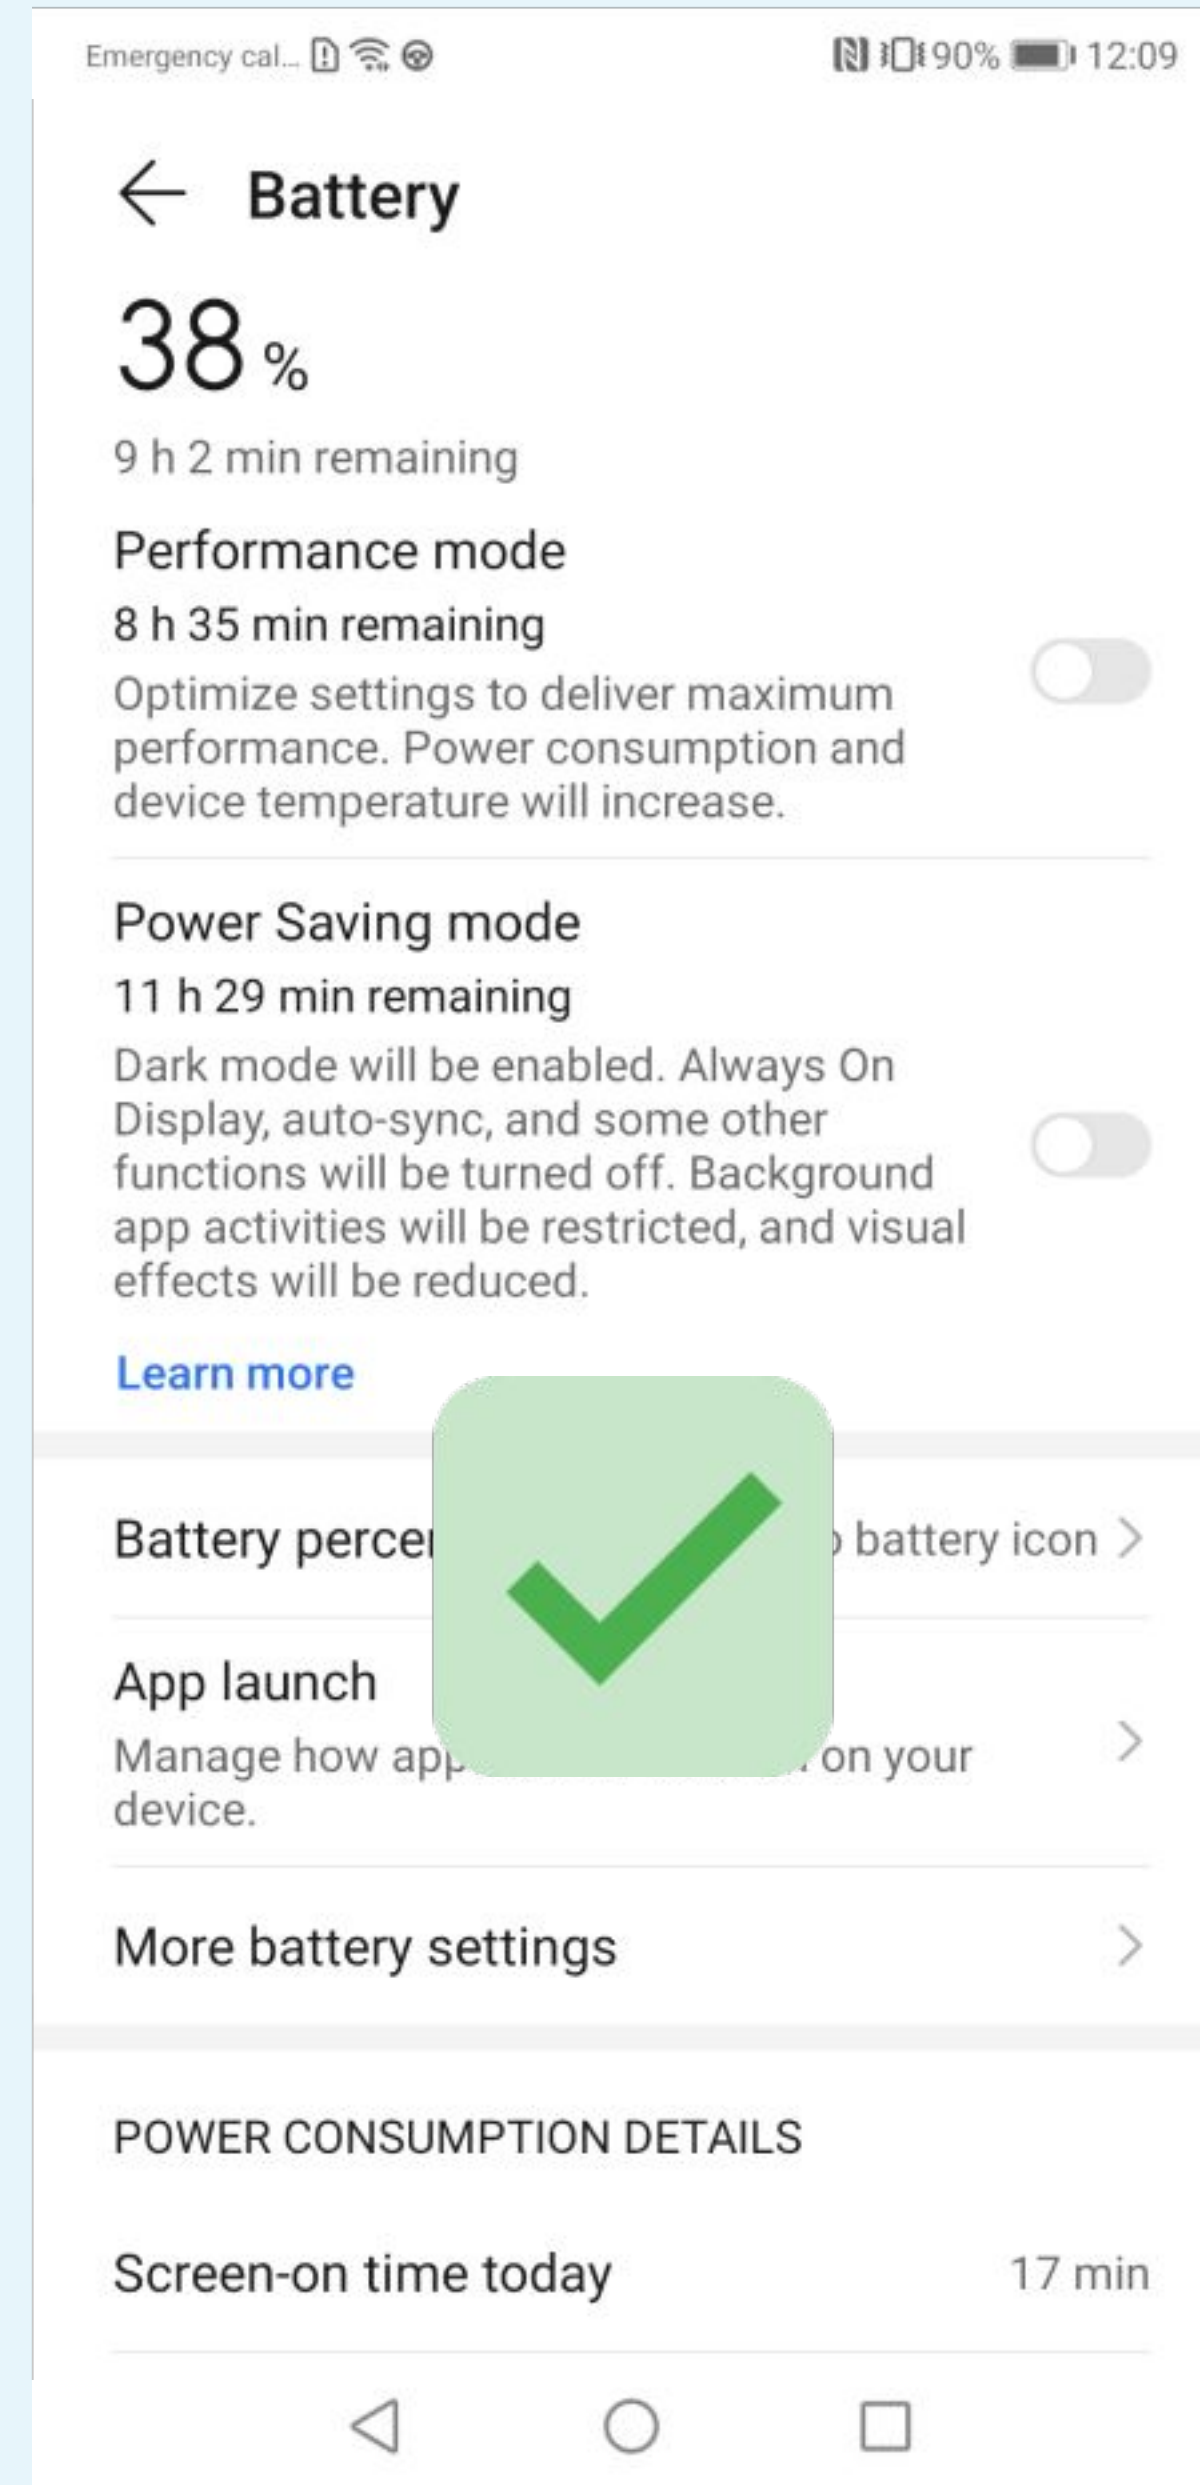 Emergency cal... 90% 12:09
Battery
38 %
9 h 2 min remaining
Performance mode
8 h 35 min remaining
Optimize settings to deliver maximum
performance. Power consumption and
device temperature will increase.
Power Saving mode
11 h 29 min remaining
Dark mode will be enabled. Always On
Display, auto-sync, and some other
functions will be turned off. Background
app activities will be restricted, and visual
effects will be reduced.
Learn more
Battery battery icon
App launch
Manage how on your
device.
More battery settings
POWER CONSUMPTION DETAILS
Screen-on time today 17 min